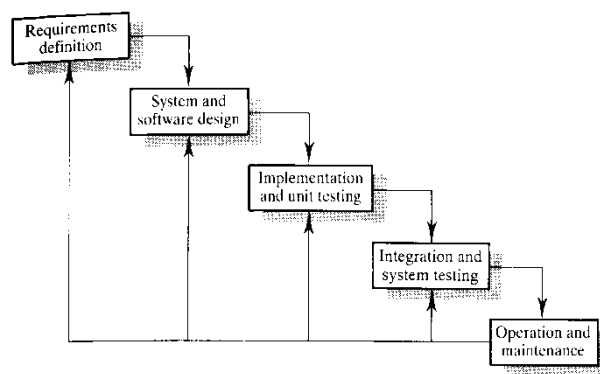 Requirements
definition
System and
software design
Implementation
and unit testing
Integration and
system testing
Operation and
maintenance